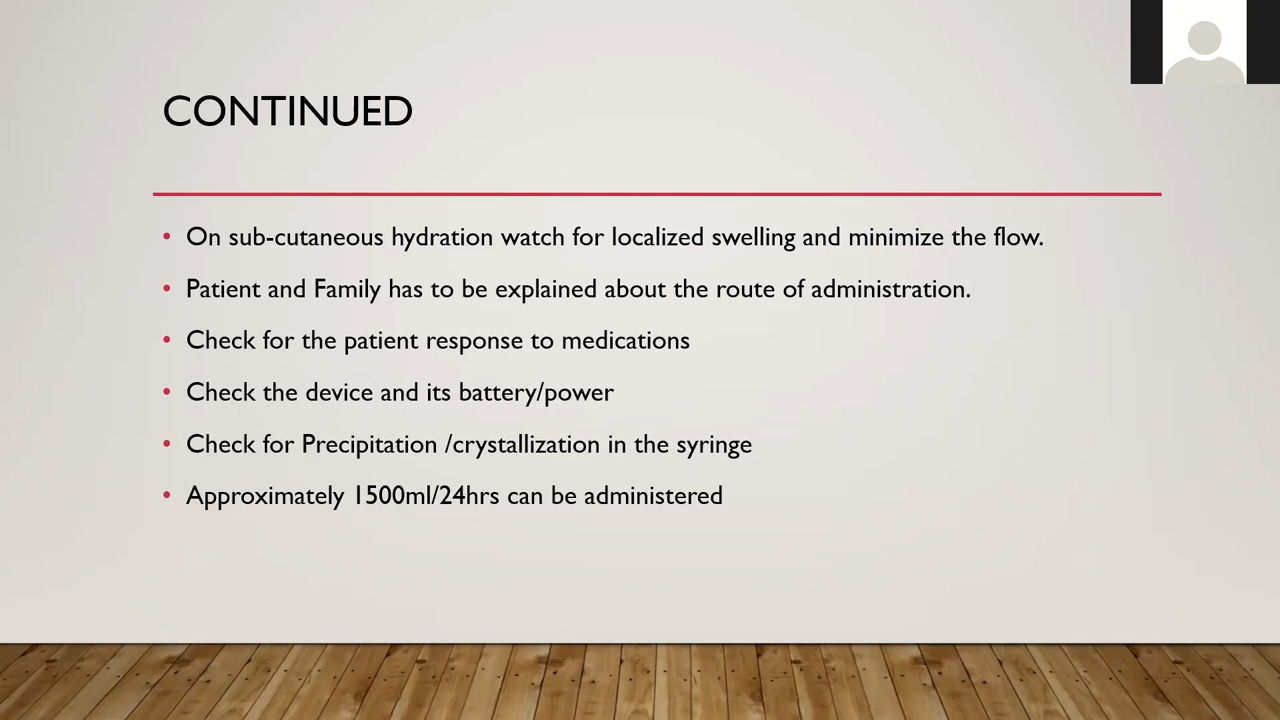 CONTINUED
• On sub-cutaneous hydration watch for localized swelling and minimize the flow.
• Patient and Family has to be explained about the route of administration.
• Check for the patient response to medications
• Check the device and its battery/power
• Check for Precipitation /crystallization in the syringe
• Approximately 1500ml/24hrs can be administered